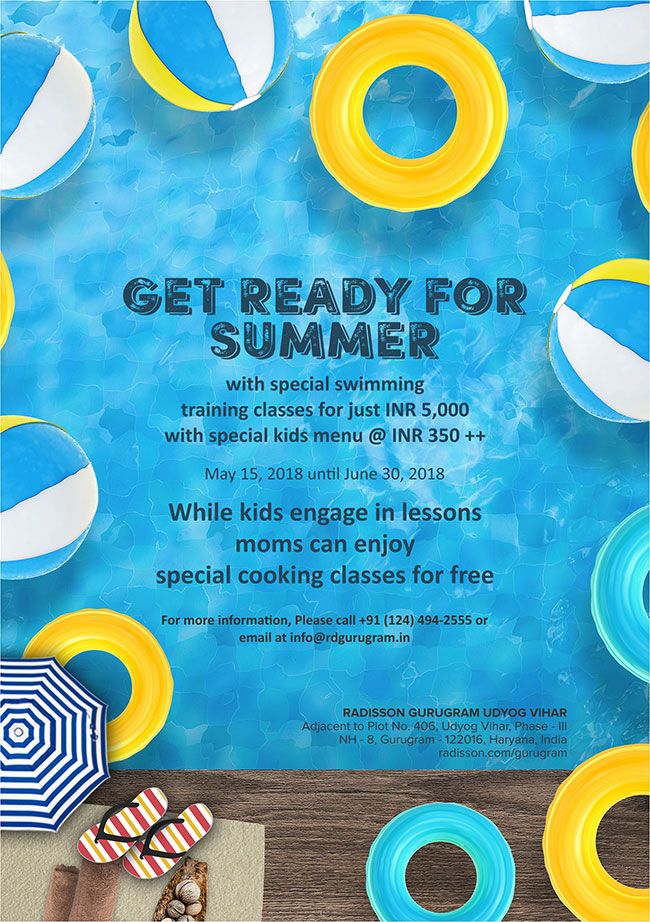 GET READY FOR
SUMMER
with special swimming
training classes for just INR 5,000
with special kids menu @ INR 350 ++
May 15, 2018 until June 30, 2018
While kids engage in lessons
moms can enjoy
special cooking classes for free
For more information, Please call +91 (124) 494-2555 or
email at info@rdgurugram.in
RADISSON GURUGRAM UDYOG VIHAR
Adjacent to Plot No. 406, Udyog Vihar, Phase - III
NH - 8, Gurugram - 122016, Haryana, India
radisson.com/gurugram